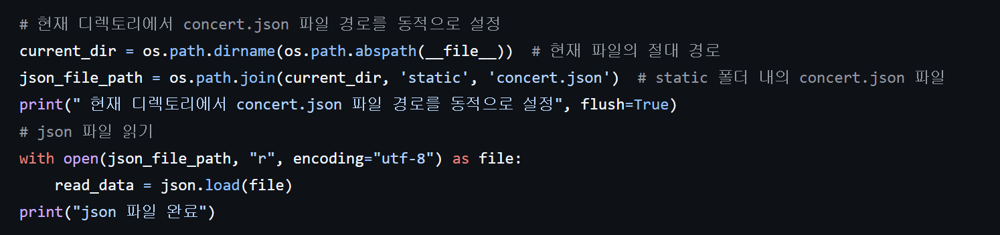 # 현재 디렉토리에서 concert.json 파일 경로를 동적으로 설정
current_dir = os.path.dirname(os.path.abspath(__file__))  # 현재 파일의 절대 경로
json_file_path = os.path.join(current_dir, 'static', 'concert.json')  # static 폴더 내의 concert.json 파일
print(" 현재 디렉토리에서 concert.json 파일 경로를 동적으로 설정", flush=True)
# json 파일 읽기
with open(json_file_path, "r", encoding="utf-8") as file:
    read_data = json.load(file)
print("json 파일 완료")